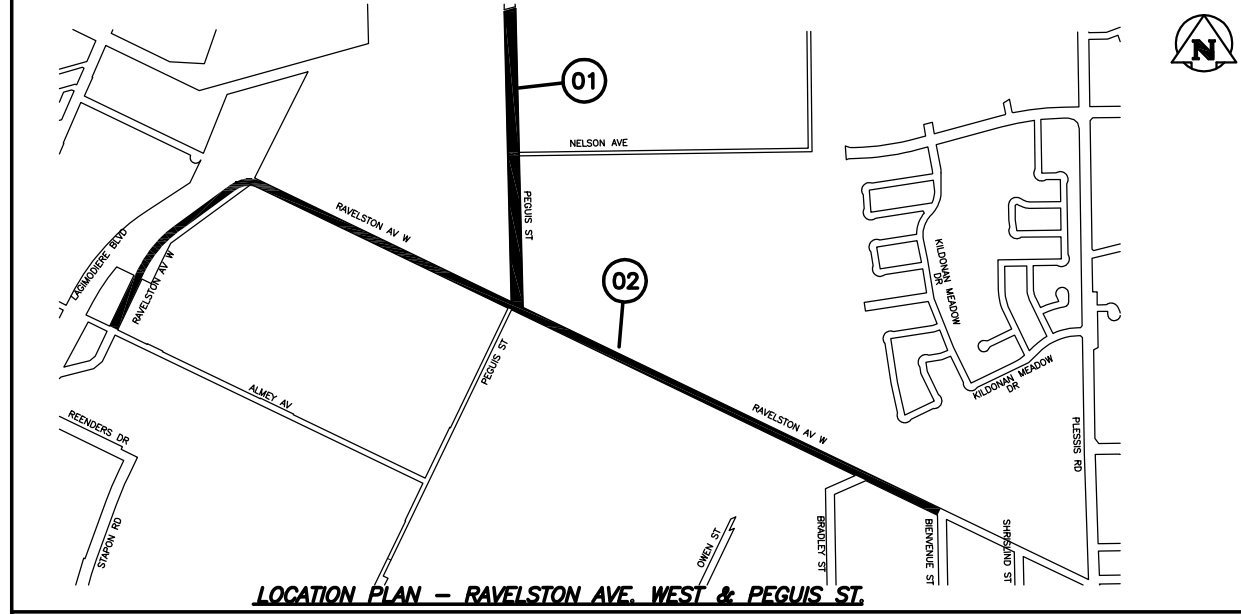 N
01
NELSON AVE
PEGUIS ST
RAVELSTON AV W
LAGIMODIERE BLVD
RAVELSTON AV W
02
KILDONAN MEADOW
DR
PEGUIS ST
KILDONAN MEADOW
DR
ALMEY AV
RAVELSTON AV W
REENDERS DR
PLESSIS RD
STAPON RD
OWEN ST
BRADLEY ST
BIENVENUE ST
ST
LOCATION PLAN – RAVELSTON AVE. WEST & PEGUIS ST.